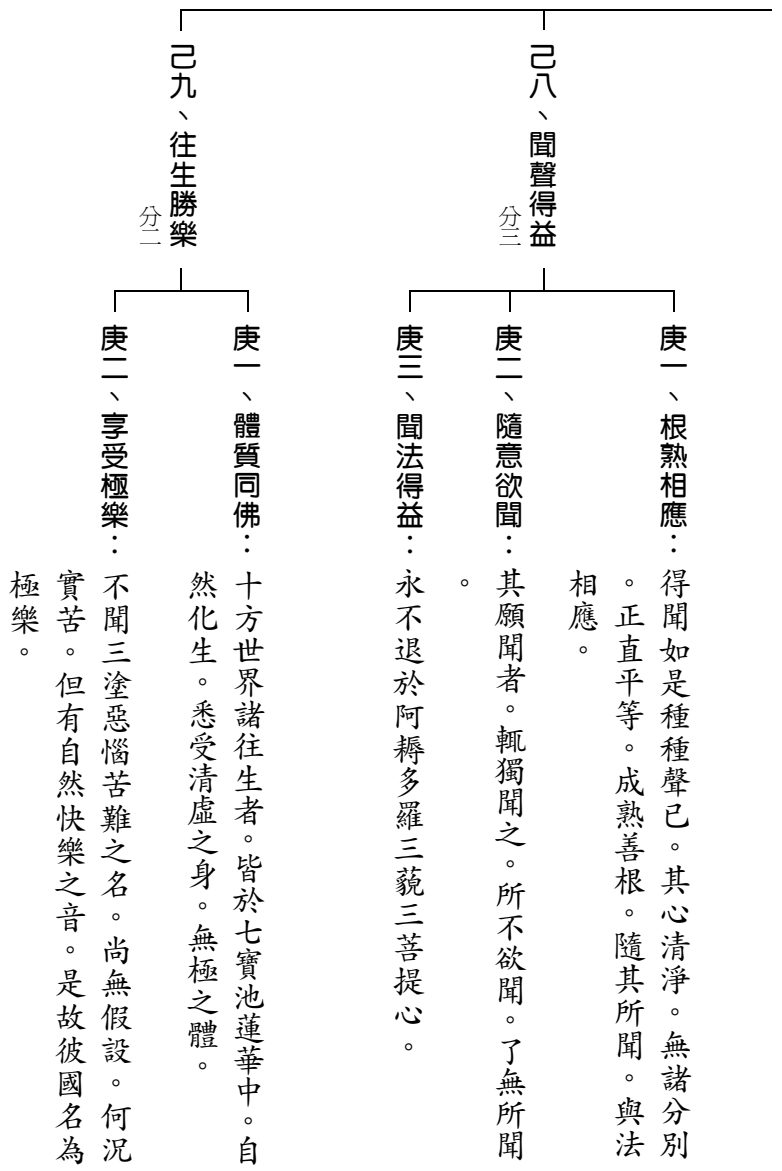 己八、聞聲得益
分三
庚一、根熟相應：得聞如是種種聲已。其心清淨。無諸分別
。正直平等。成熟善根。隨其所聞。與法
相應。
庚二、隨意欲聞：其願聞者。輒獨聞之。所不欲聞。了無所聞
。
庚三、聞法得益：永不退於阿耨多羅三藐三菩提心。
己九、往生勝樂
分二
庚一、體質同佛：十方世界諸往生者。皆於七寶池蓮華中。自
然化生。悉受清虛之身。無極之體。
庚二、享受極樂：不聞三塗惡惱苦難之名。尚無假設。何況
實苦。但有自然快樂之音。是故彼國名為
極樂。